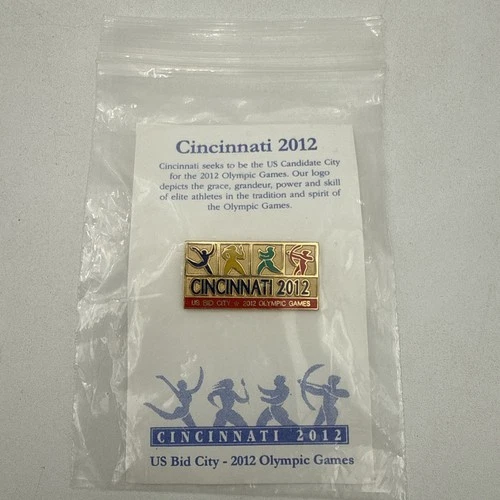 Cincinnati 2012
Cincinnati seeks to be the US Candidate City
for the 2012 Olympic Games. Our logo
depicts the grace, grandeur, power and skill
of elite athletes in the tradition and spirit of
the Olympic Games.
CINCINNATI 2012
US BID CITY ☆ 2012 OLYMPIC GAMES
CINCINNATI 2012
US Bid City - 2012 Olympic Games